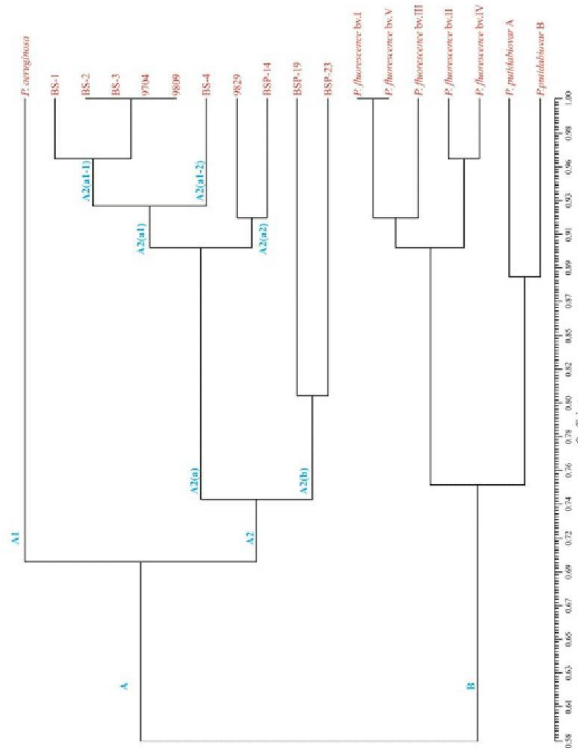 P. aereginosa
BS-1
BS-2
BS-3
9704
9809
BS-4
9829
BSP-14
BSP-19
BSP-23
P. fluorescence bv.I
P. fluorescence bv.V
P. fluorescence bv.III
P. fluorescence bv.II
P. fluorescence bv.IV
P. putidabiovar A
P.putidabiovar B
A2(a1-1)
A2(a1-2)
A2(a1)
A2(a2)
A2(a)
A2(b)
A1
A2
A
B
0.58
0.61
0.64
0.67
0.69
0.72
0.74
0.76
0.78
0.80
0.82
0.85
0.87
0.89
0.91
0.93
0.96
0.98
1.00